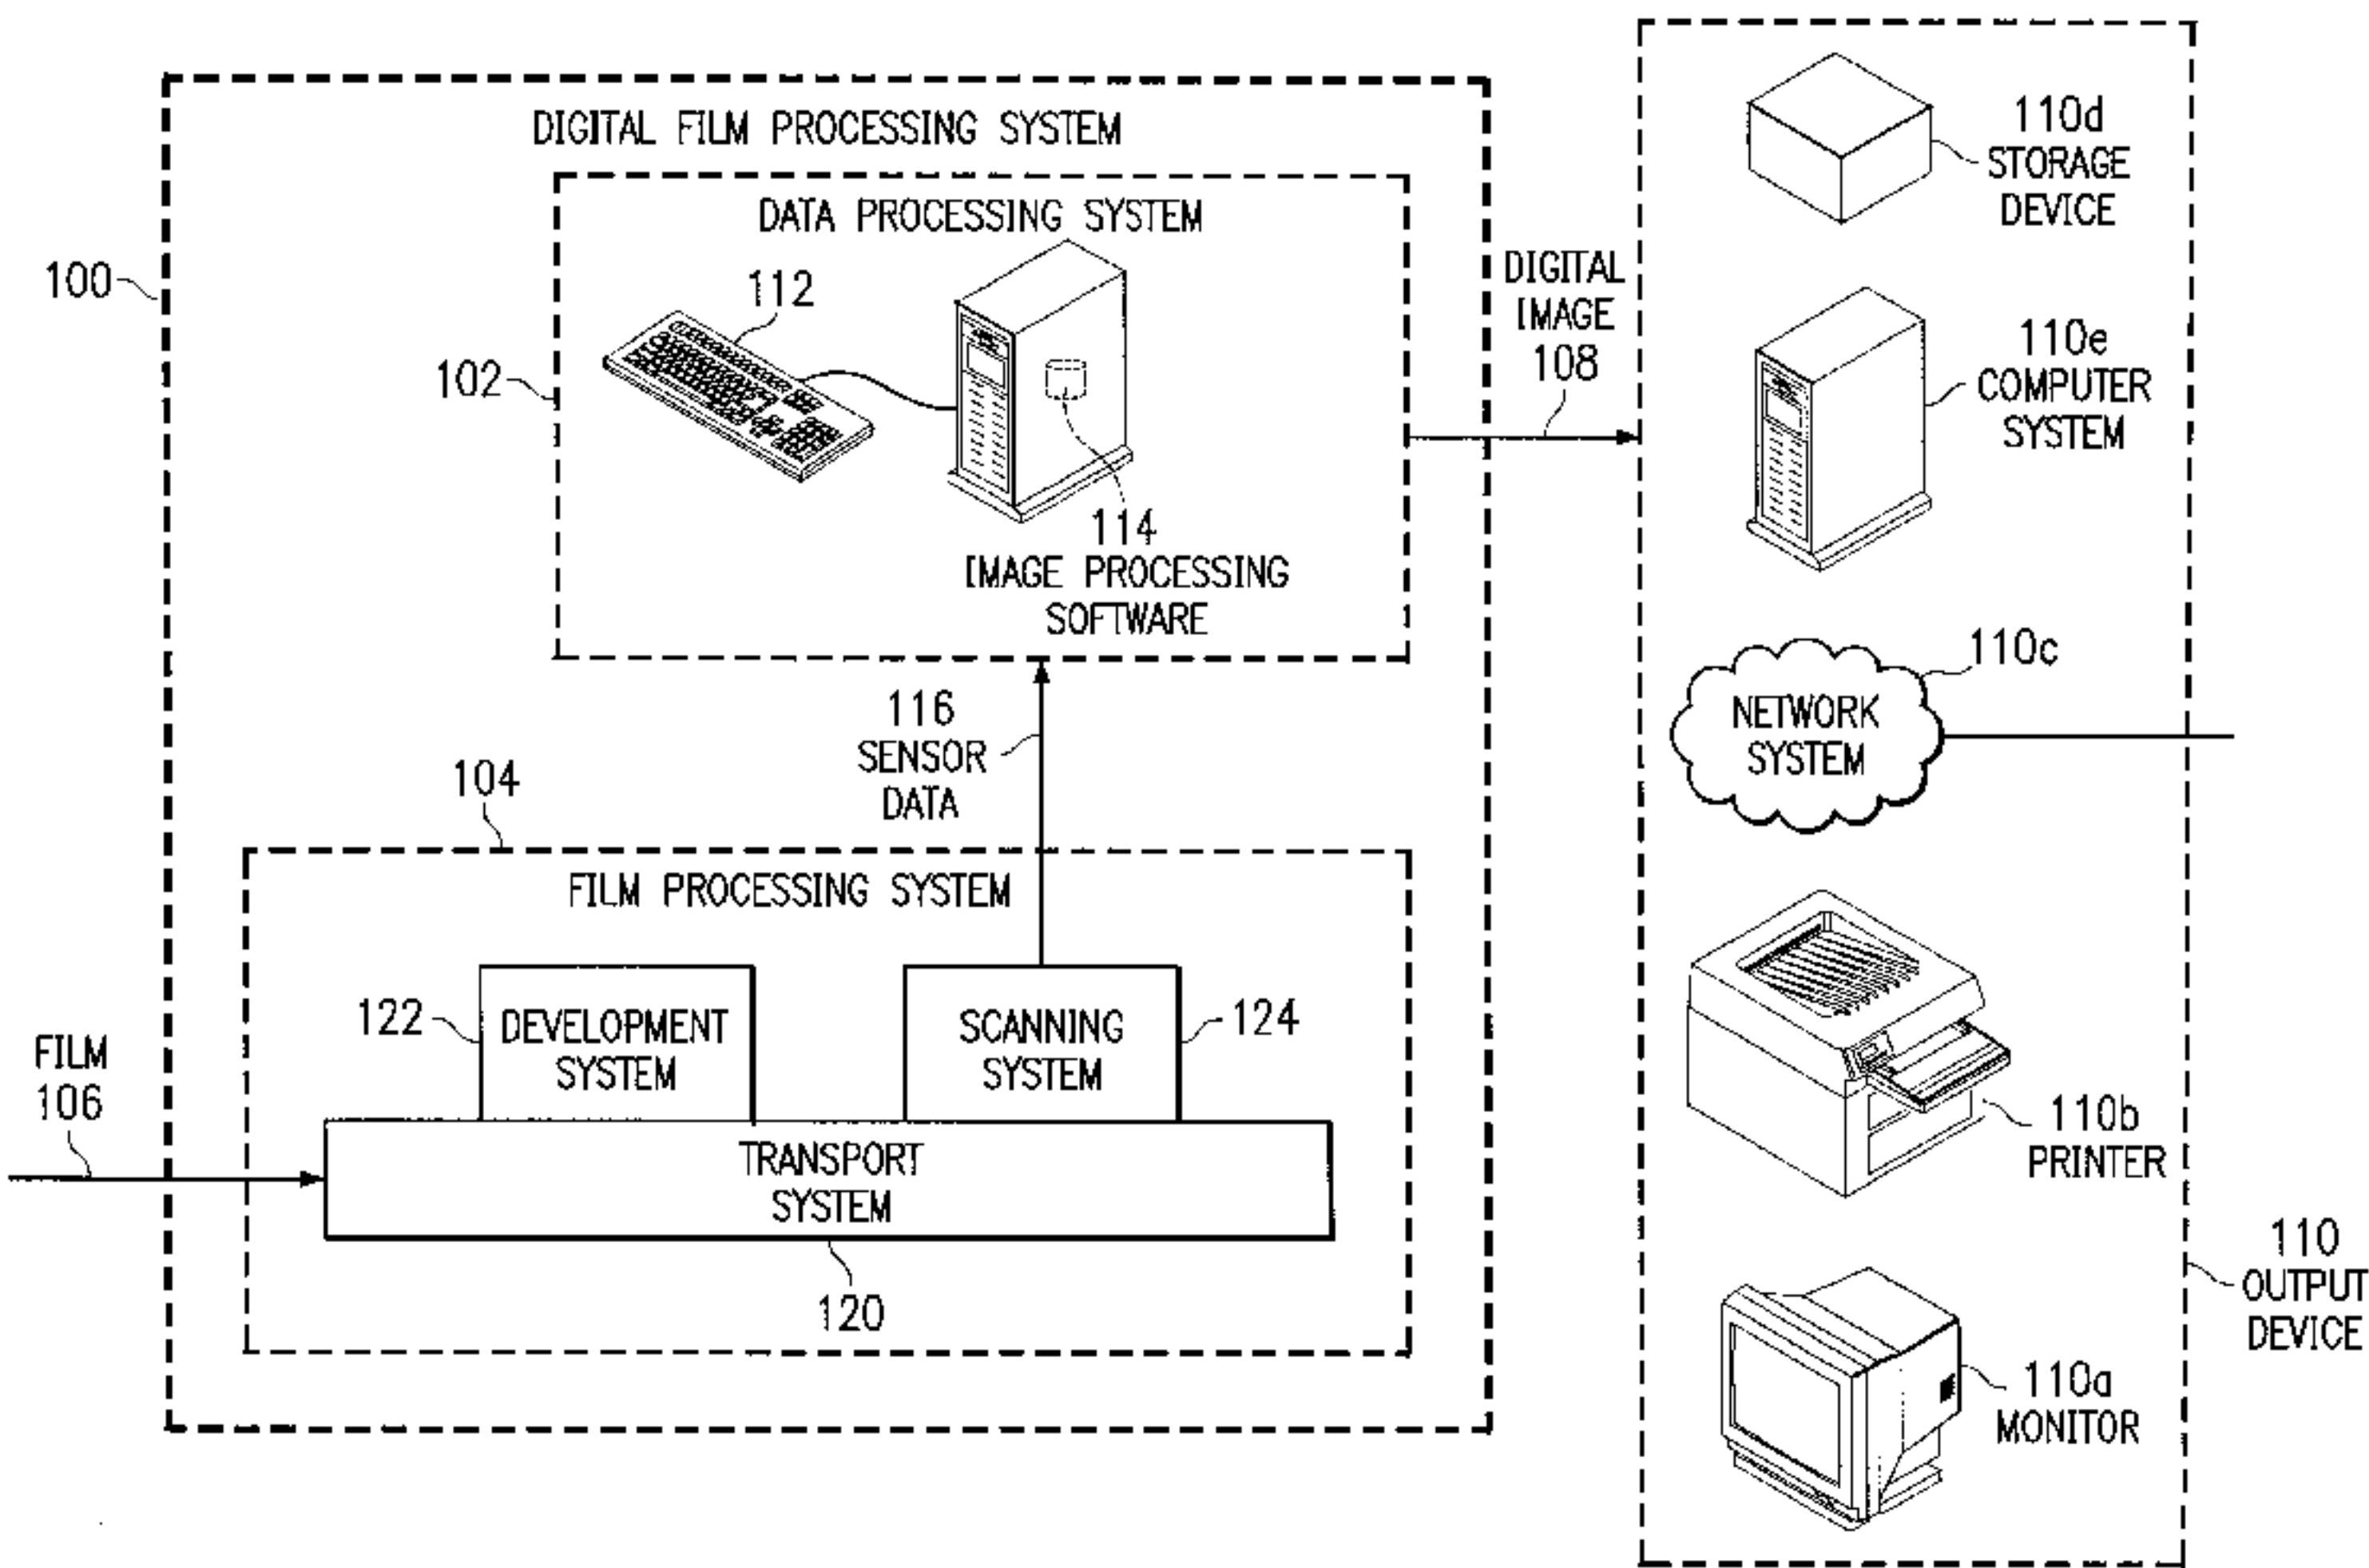 DIGITAL FILM PROCESSING SYSTEM
100
DATA PROCESSING SYSTEM
112
102
114
IMAGE PROCESSING
SOFTWARE
116
SENSOR
DATA
104
FILM PROCESSING SYSTEM
122
DEVELOPMENT
SYSTEM
SCANNING
SYSTEM
124
FILM
106
TRANSPORT
SYSTEM
120
DIGITAL
IMAGE
108
110d
STORAGE
DEVICE
110e
COMPUTER
SYSTEM
110c
NETWORK
SYSTEM
110b
PRINTER
110
OUTPUT
DEVICE
110a
MONITOR